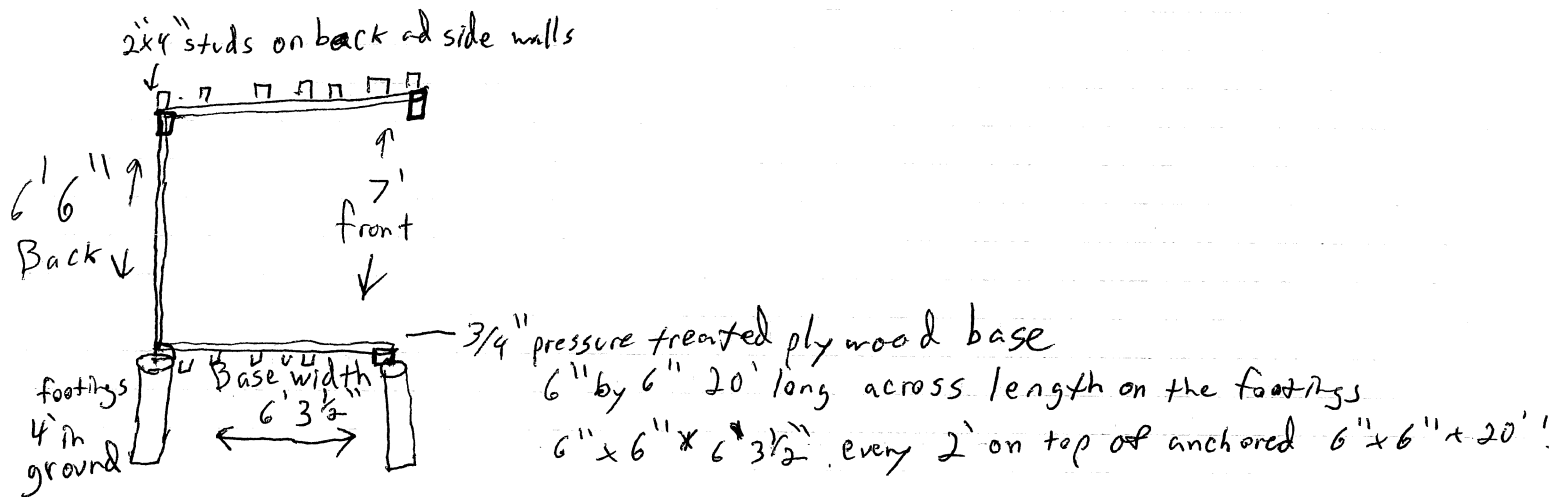 2"x4" studs on back ad side walls
6'6"
Back
7'
front
3/4" pressure treated plywood base
6" by 6" 20' long across length on the footings
6" x 6" x 6' 3½" every 2' on top of anchored 6" x 6" x 20'!
Base width
6' 3½"
footings
4' in
ground